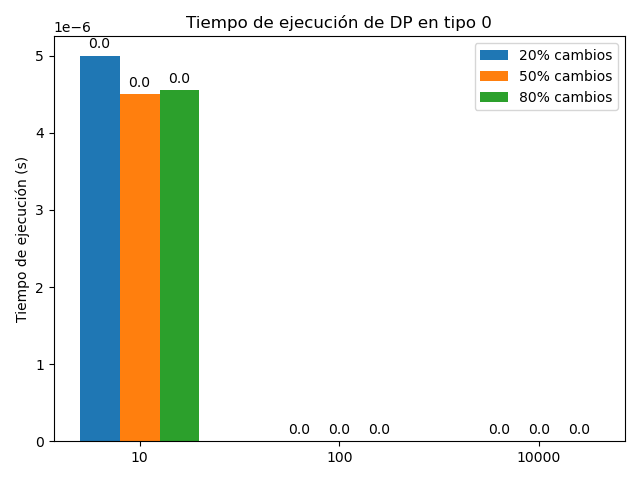 Tiempo de ejecución de DP en tipo 0
1e−6
20% cambios
50% cambios
80% cambios
Tiempo de ejecución (s)
5
4
3
2
1
0
0.0 0.0 0.0
0.0 0.0 0.0
0.0 0.0 0.0
10 100 10000